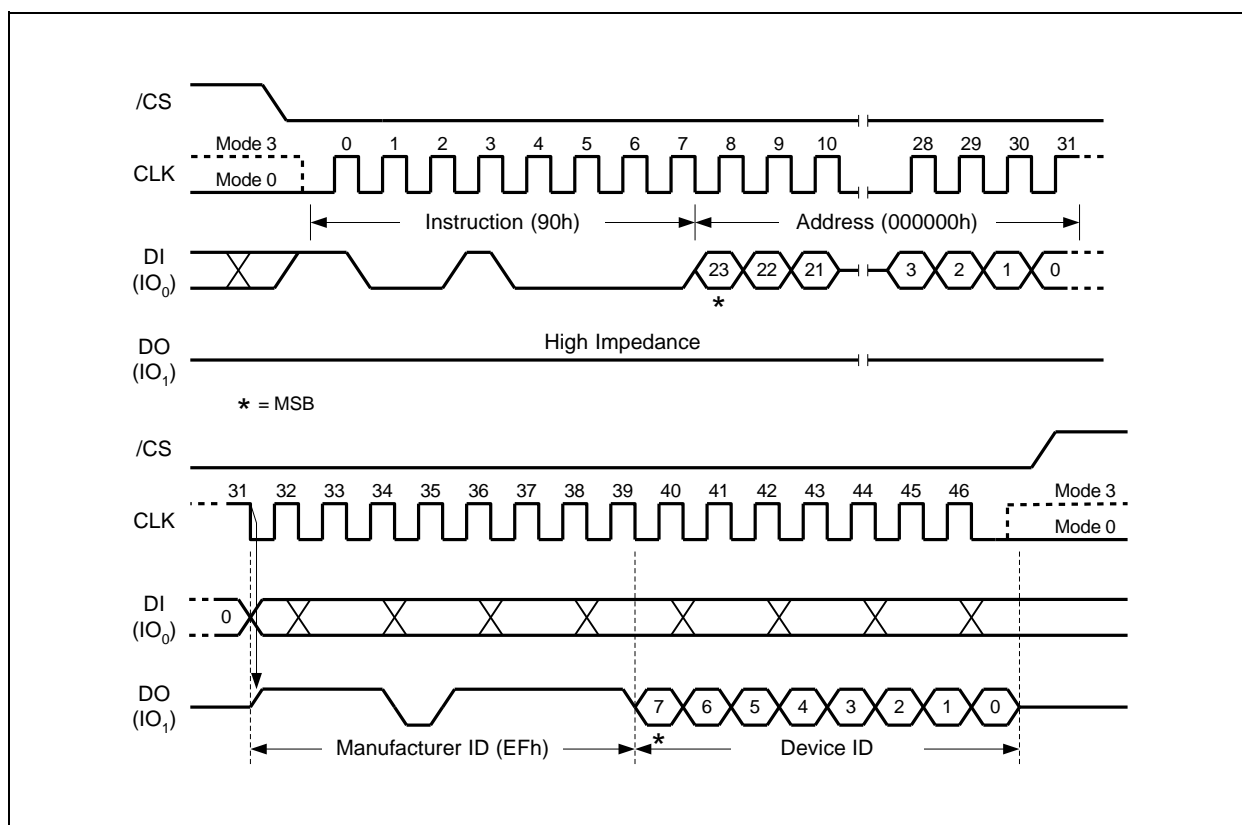 /CS
Mode 3 0 1 2 3 4 5 6 7 8 9 10 28 29 30 31
CLK
Mode 0
Instruction (90h) Address (000000h)
DI
(IO0)
23 22 21 3 2 1 0
*
DO
(IO1)
High Impedance
* = MSB
/CS
31 32 33 34 35 36 37 38 39 40 41 42 43 44 45 46 Mode 3
CLK
Mode 0
DI
(IO0)
0
DO
(IO1)
7 6 5 4 3 2 1 0
*
Manufacturer ID (EFh) Device ID